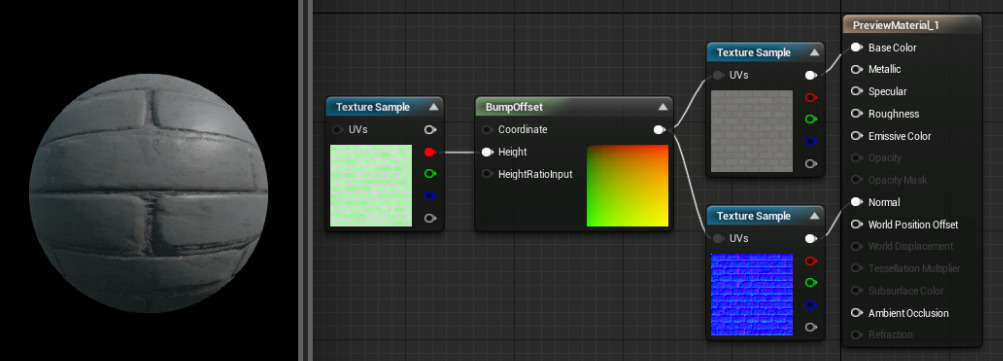 Texture Sample
UVs
BumpOffset
Coordinate
Height
HeightRatioInput
Texture Sample
UVs
Texture Sample
UVs
PreviewMaterial_1
Base Color
Metallic
Specular
Roughness
Emissive Color
Opacity
Opacity Mask
Normal
World Position Offset
World Displacement
Tessellation Multiplier
Subsurface Color
Ambient Occlusion
Refraction